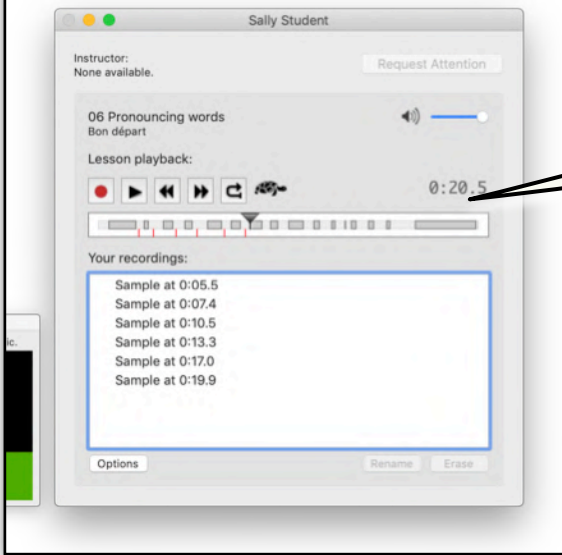 Sally Student
Instructor:
None available.
Request Attention
06 Pronouncing words
Bon départ
Lesson playback:
0:20.5
Your recordings:
Sample at 0:05.5
Sample at 0:07.4
Sample at 0:10.5
Sample at 0:13.3
Sample at 0:17.0
Sample at 0:19.9
ic.
Options
Rename
Erase